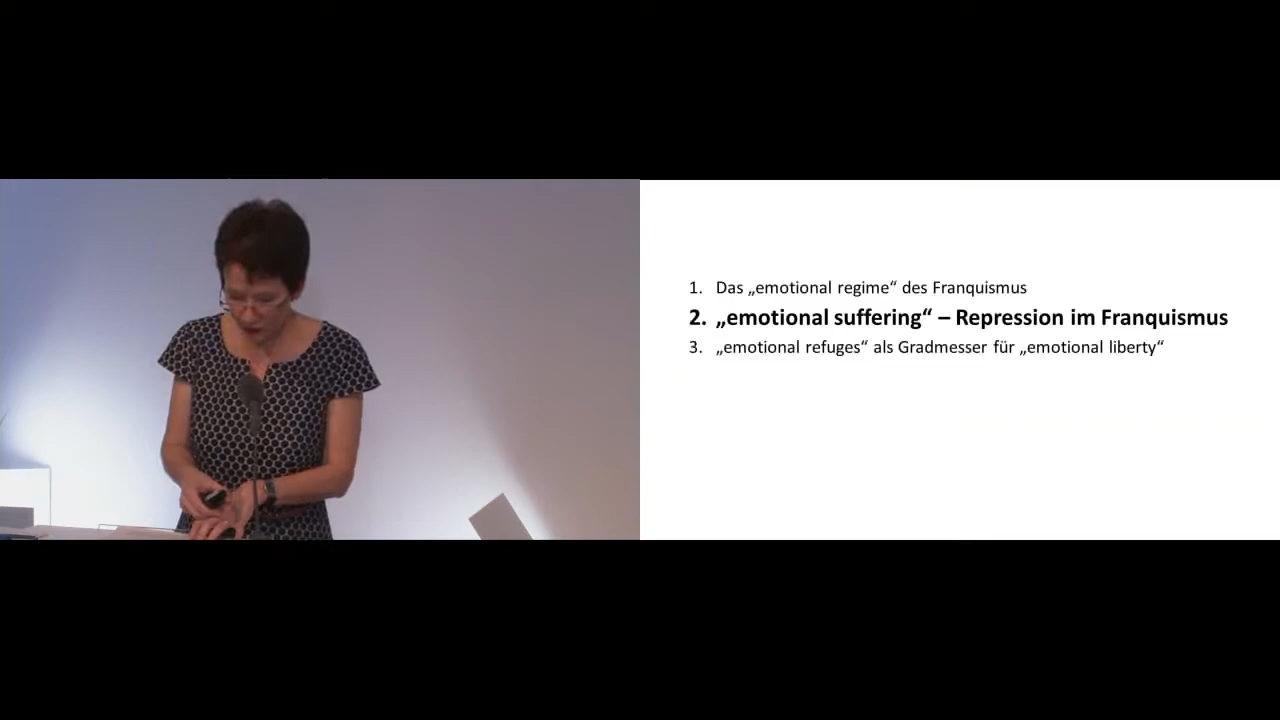 1. Das „emotional regime“ des Franquismus
2. „emotional suffering“ – Repression im Franquismus
3. „emotional refuges“ als Gradmesser für „emotional liberty“